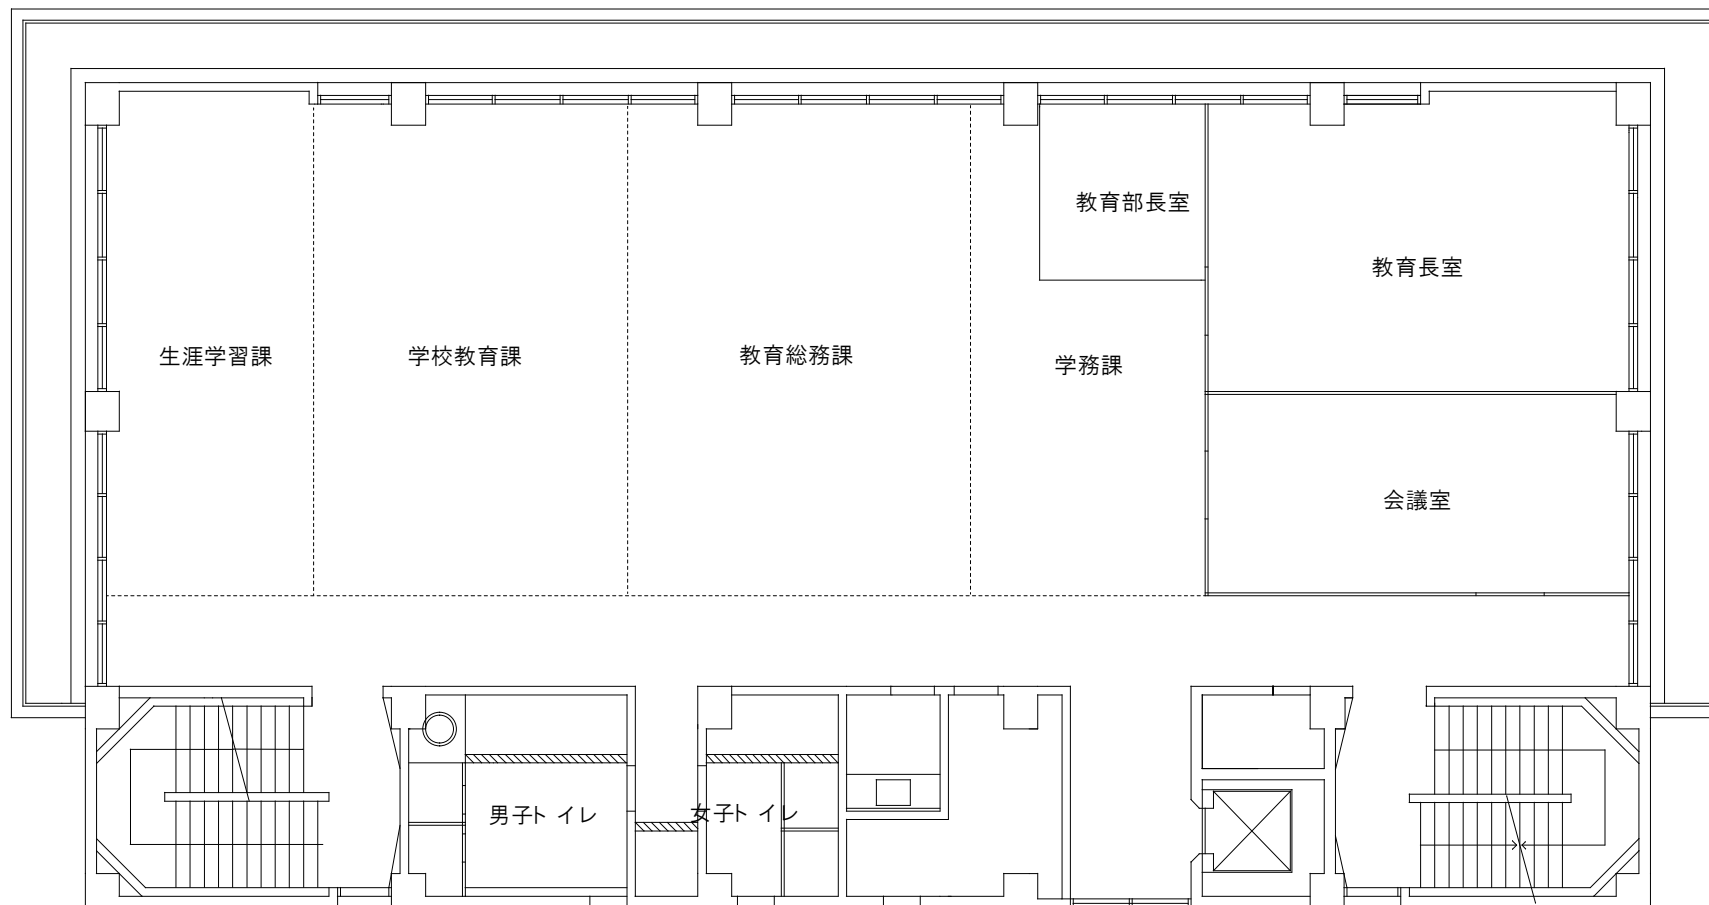 教育部長室
教育長室
生涯学習課
学校教育課
教育総務課
学務課
会議室
男子トイレ
女子トイレ